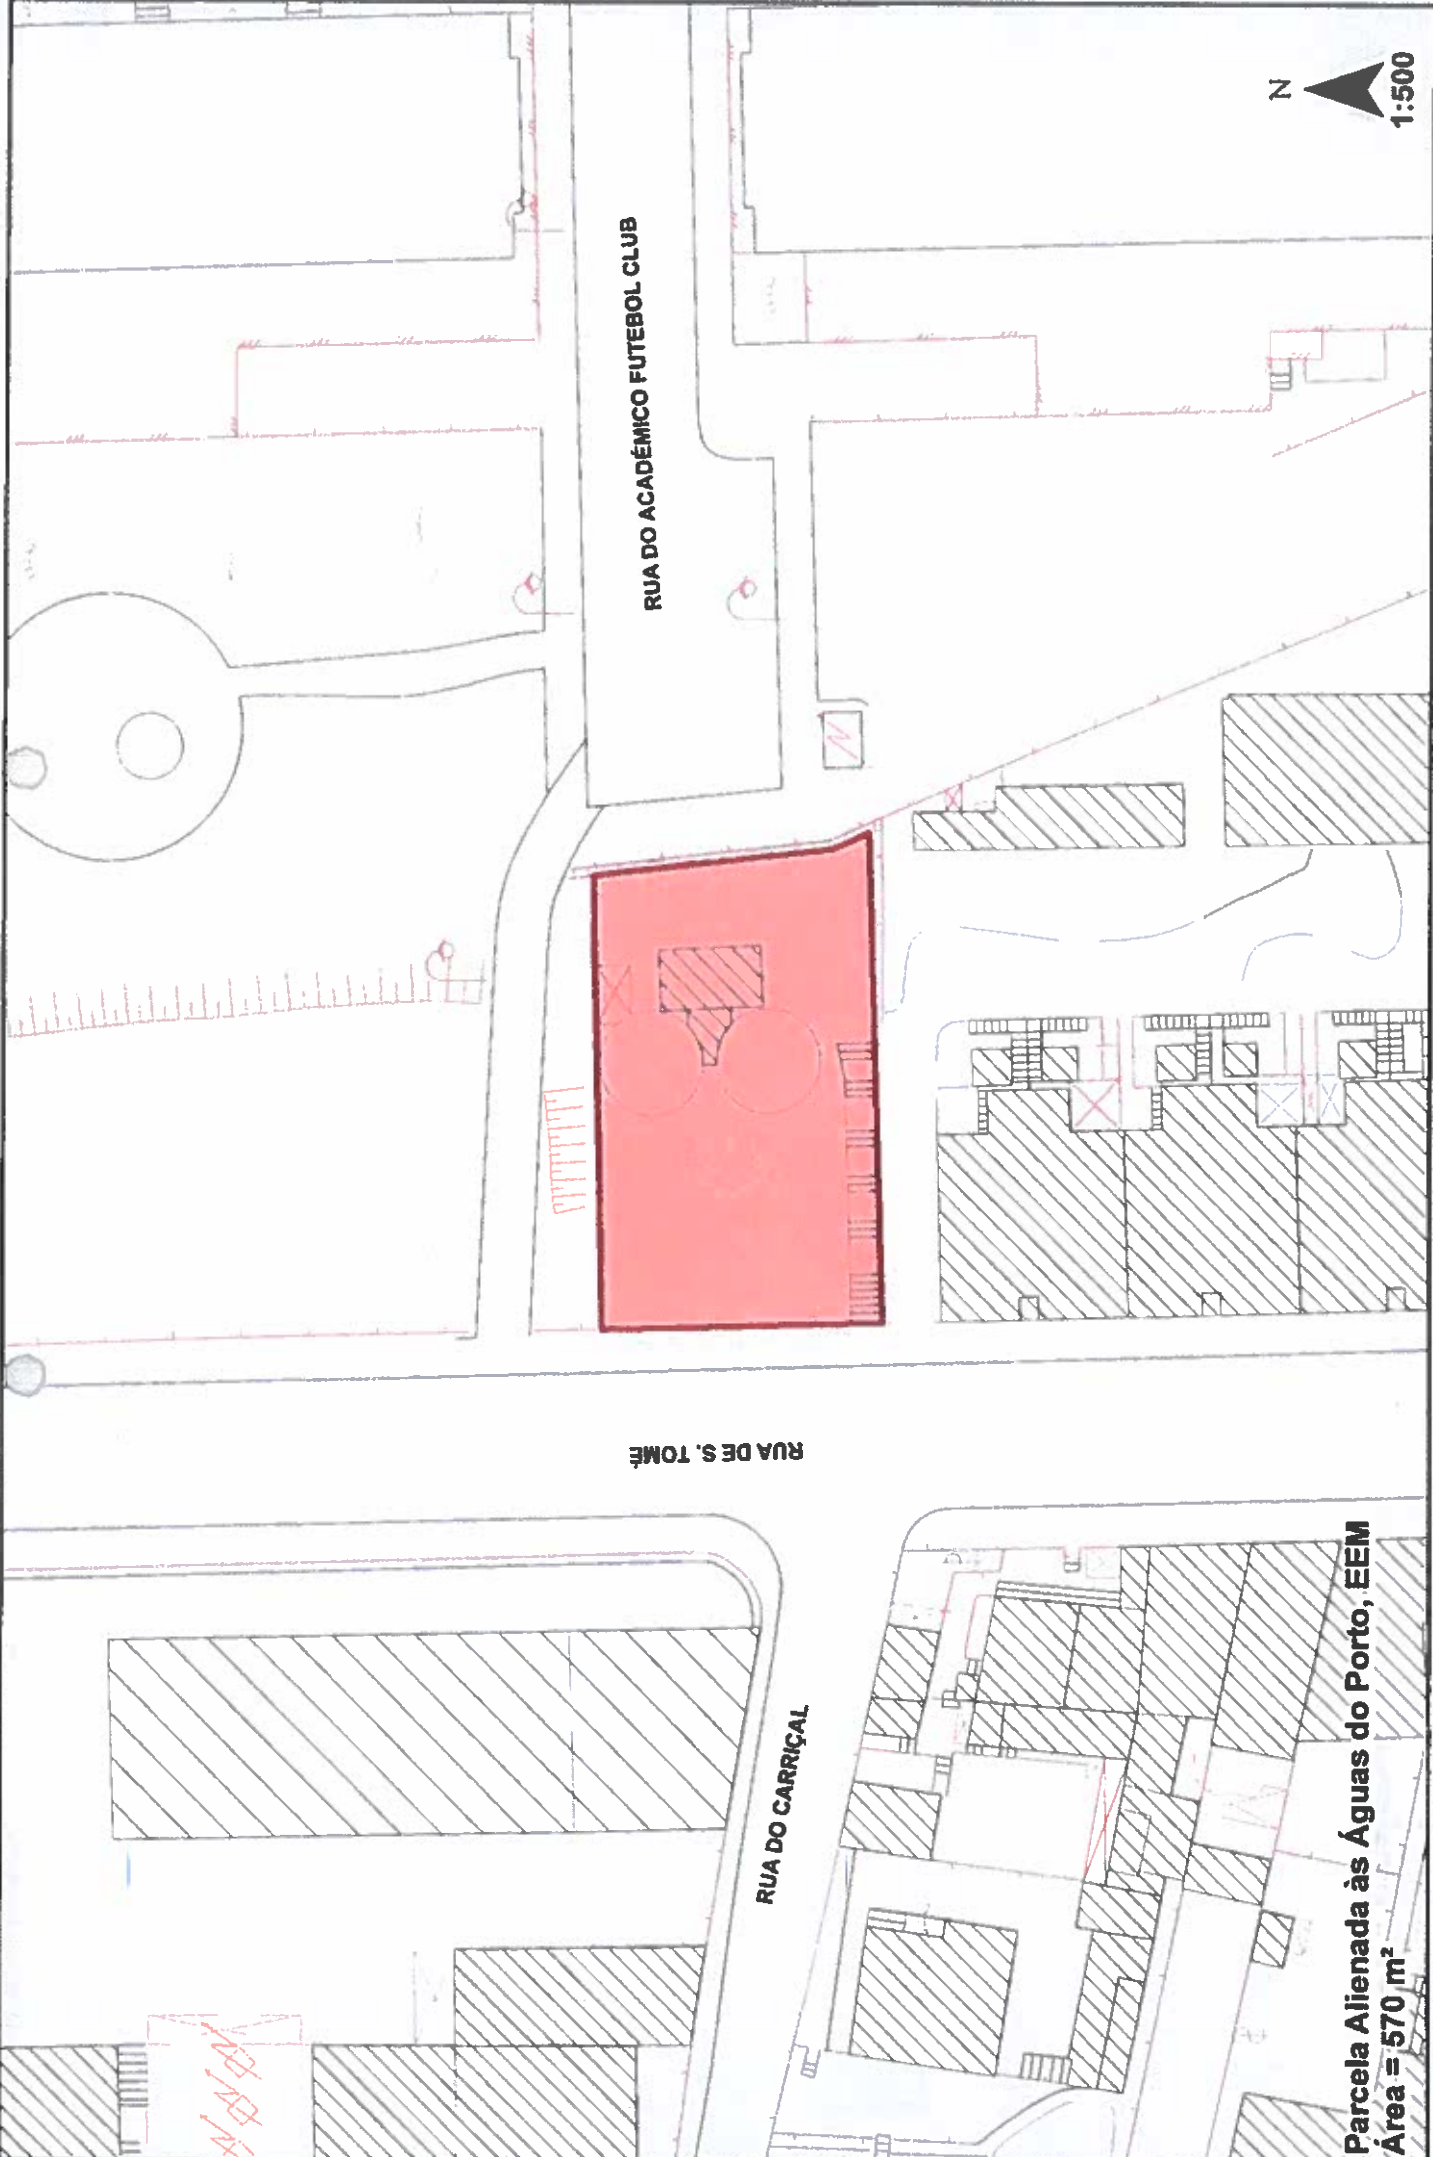 N
1:500
RUA DO ACADÉMICO FUTEBOL CLUB
RUA DE S. TOMÉ
RUA DO CARRIÇAL
Parcela Alienada às Águas do Porto, EEM
Área = 570 m²